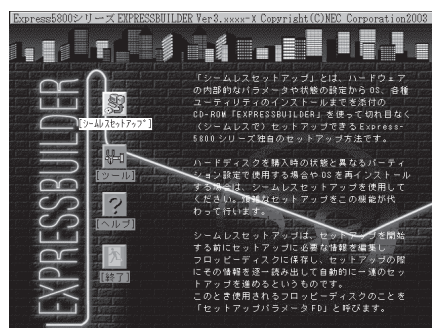 Express5800シリーズ EXPRESSBUILDER Ver3.xxxx-X Copyright(C)NEC Corporation2003
EXPRESSBUILDER
[シームレスセットアップ]
[ツール]
[ヘルプ]
[終了]
「シームレスセットアップ」とは、ハードウェア
の内部的なパラメータや状態の設定から OS、各種
ユーティリティのインストールまでを添付の
CD-ROM「EXPRESSBUILDER」を使って切れ目なく
(シームレスで)セットアップできるExpress-
5800 シリーズ独自のセットアップ方法です。
ハードディスクを購入時の状態と異なるパーティ
ション設定で使用する場合や OS を再インストール
する場合は、シームレスセットアップを使用して
ください。煩雑なセットアップをこの機能が代
わって行います。
シームレスセットアップは、セットアップを開始
する前にセットアップに必要な情報を編集し
フロッピーディスクに保存し、セットアップの際
にその情報を逐一読み出して自動的に一連のセッ
トアップを進めるというものです。
このとき使用されるフロッピーディスクのことを
「セットアップパラメータFD」と呼びます。